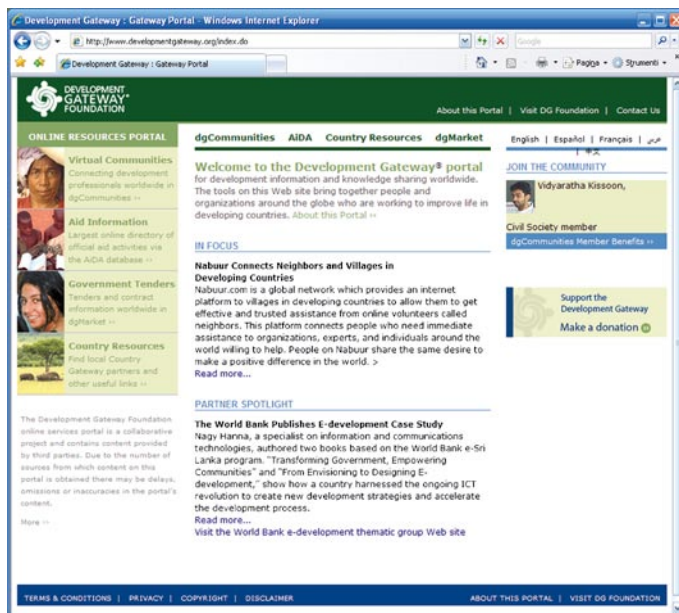 Development Gateway : Gateway Portal - Windows Internet Explorer
http://www.developmentgateway.org/index.do
Google
Development Gateway : Gateway Portal
Pagina
Strumenti
DEVELOPMENT
GATEWAY®
FOUNDATION
About this Portal | Visit DG Foundation | Contact Us
ONLINE RESOURCES PORTAL
Virtual Communities
Connecting development
professionals worldwide in
dgCommunities ››
Aid Information
Largest online directory of
official aid activities via
the AiDA database ››
Government Tenders
Tenders and contract
information worldwide in
dgMarket ››
Country Resources
Find local Country
Gateway partners and
other useful links ››
The Development Gateway Foundation
online services portal is a collaborative
project and contains content provided
by third parties. Due to the number of
sources from which content on this
portal is obtained there may be delays,
omissions or inaccuracies in the portal's
content.
More ››
dgCommunities AiDA Country Resources dgMarket
Welcome to the Development Gateway® portal
for development information and knowledge sharing worldwide.
The tools on this Web site bring together people and
organizations around the globe who are working to improve life in
developing countries. About this Portal ››
IN FOCUS
Nabuur Connects Neighbors and Villages in
Developing Countries
Nabuur.com is a global network which provides an internet
platform to villages in developing countries to allow them to get
effective and trusted assistance from online volunteers called
neighbors. This platform connects people who need immediate
assistance to organizations, experts, and individuals around the
world willing to help. People on Nabuur share the same desire to
make a positive difference in the world. >
Read more...
PARTNER SPOTLIGHT
The World Bank Publishes E-development Case Study
Nagy Hanna, a specialist on information and communications
technologies, authored two books based on the World Bank e-Sri
Lanka program. "Transforming Government, Empowering
Communities" and "From Envisioning to Designing E-
development," show how a country harnessed the ongoing ICT
revolution to create new development strategies and accelerate
the development process.
Read more...
Visit the World Bank e-development thematic group Web site
English | Español | Français | عربي
| 中文
JOIN THE COMMUNITY
Vidyaratha Kissoon,
Civil Society member
dgCommunities Member Benefits ››
Support the
Development Gateway
Make a donation
TERMS & CONDITIONS | PRIVACY | COPYRIGHT | DISCLAIMER
ABOUT THIS PORTAL | VISIT DG FOUNDATION